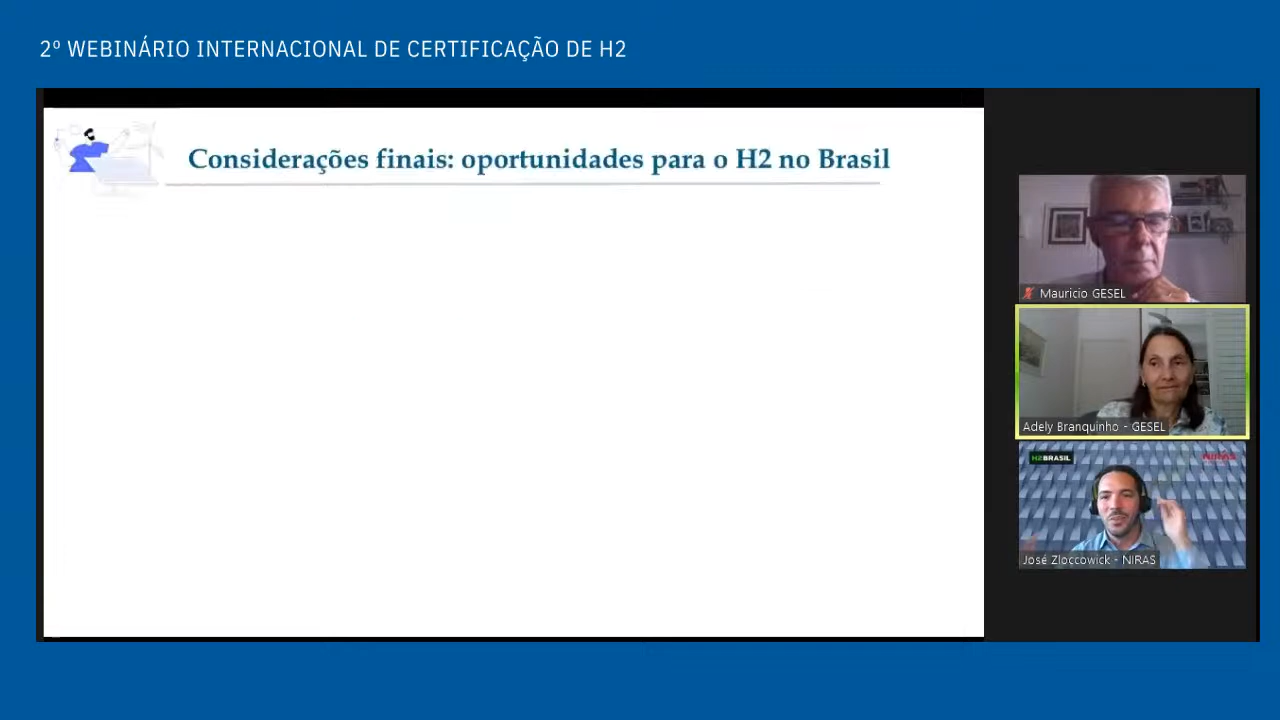 2º WEBINÁRIO INTERNACIONAL DE CERTIFICAÇÃO DE H2
Considerações finais: oportunidades para o H2 no Brasil
Mauricio GESEL
Adely Branquinho - GESEL
H2BRASIL
NIRAS
José Zloccowick - NIRAS